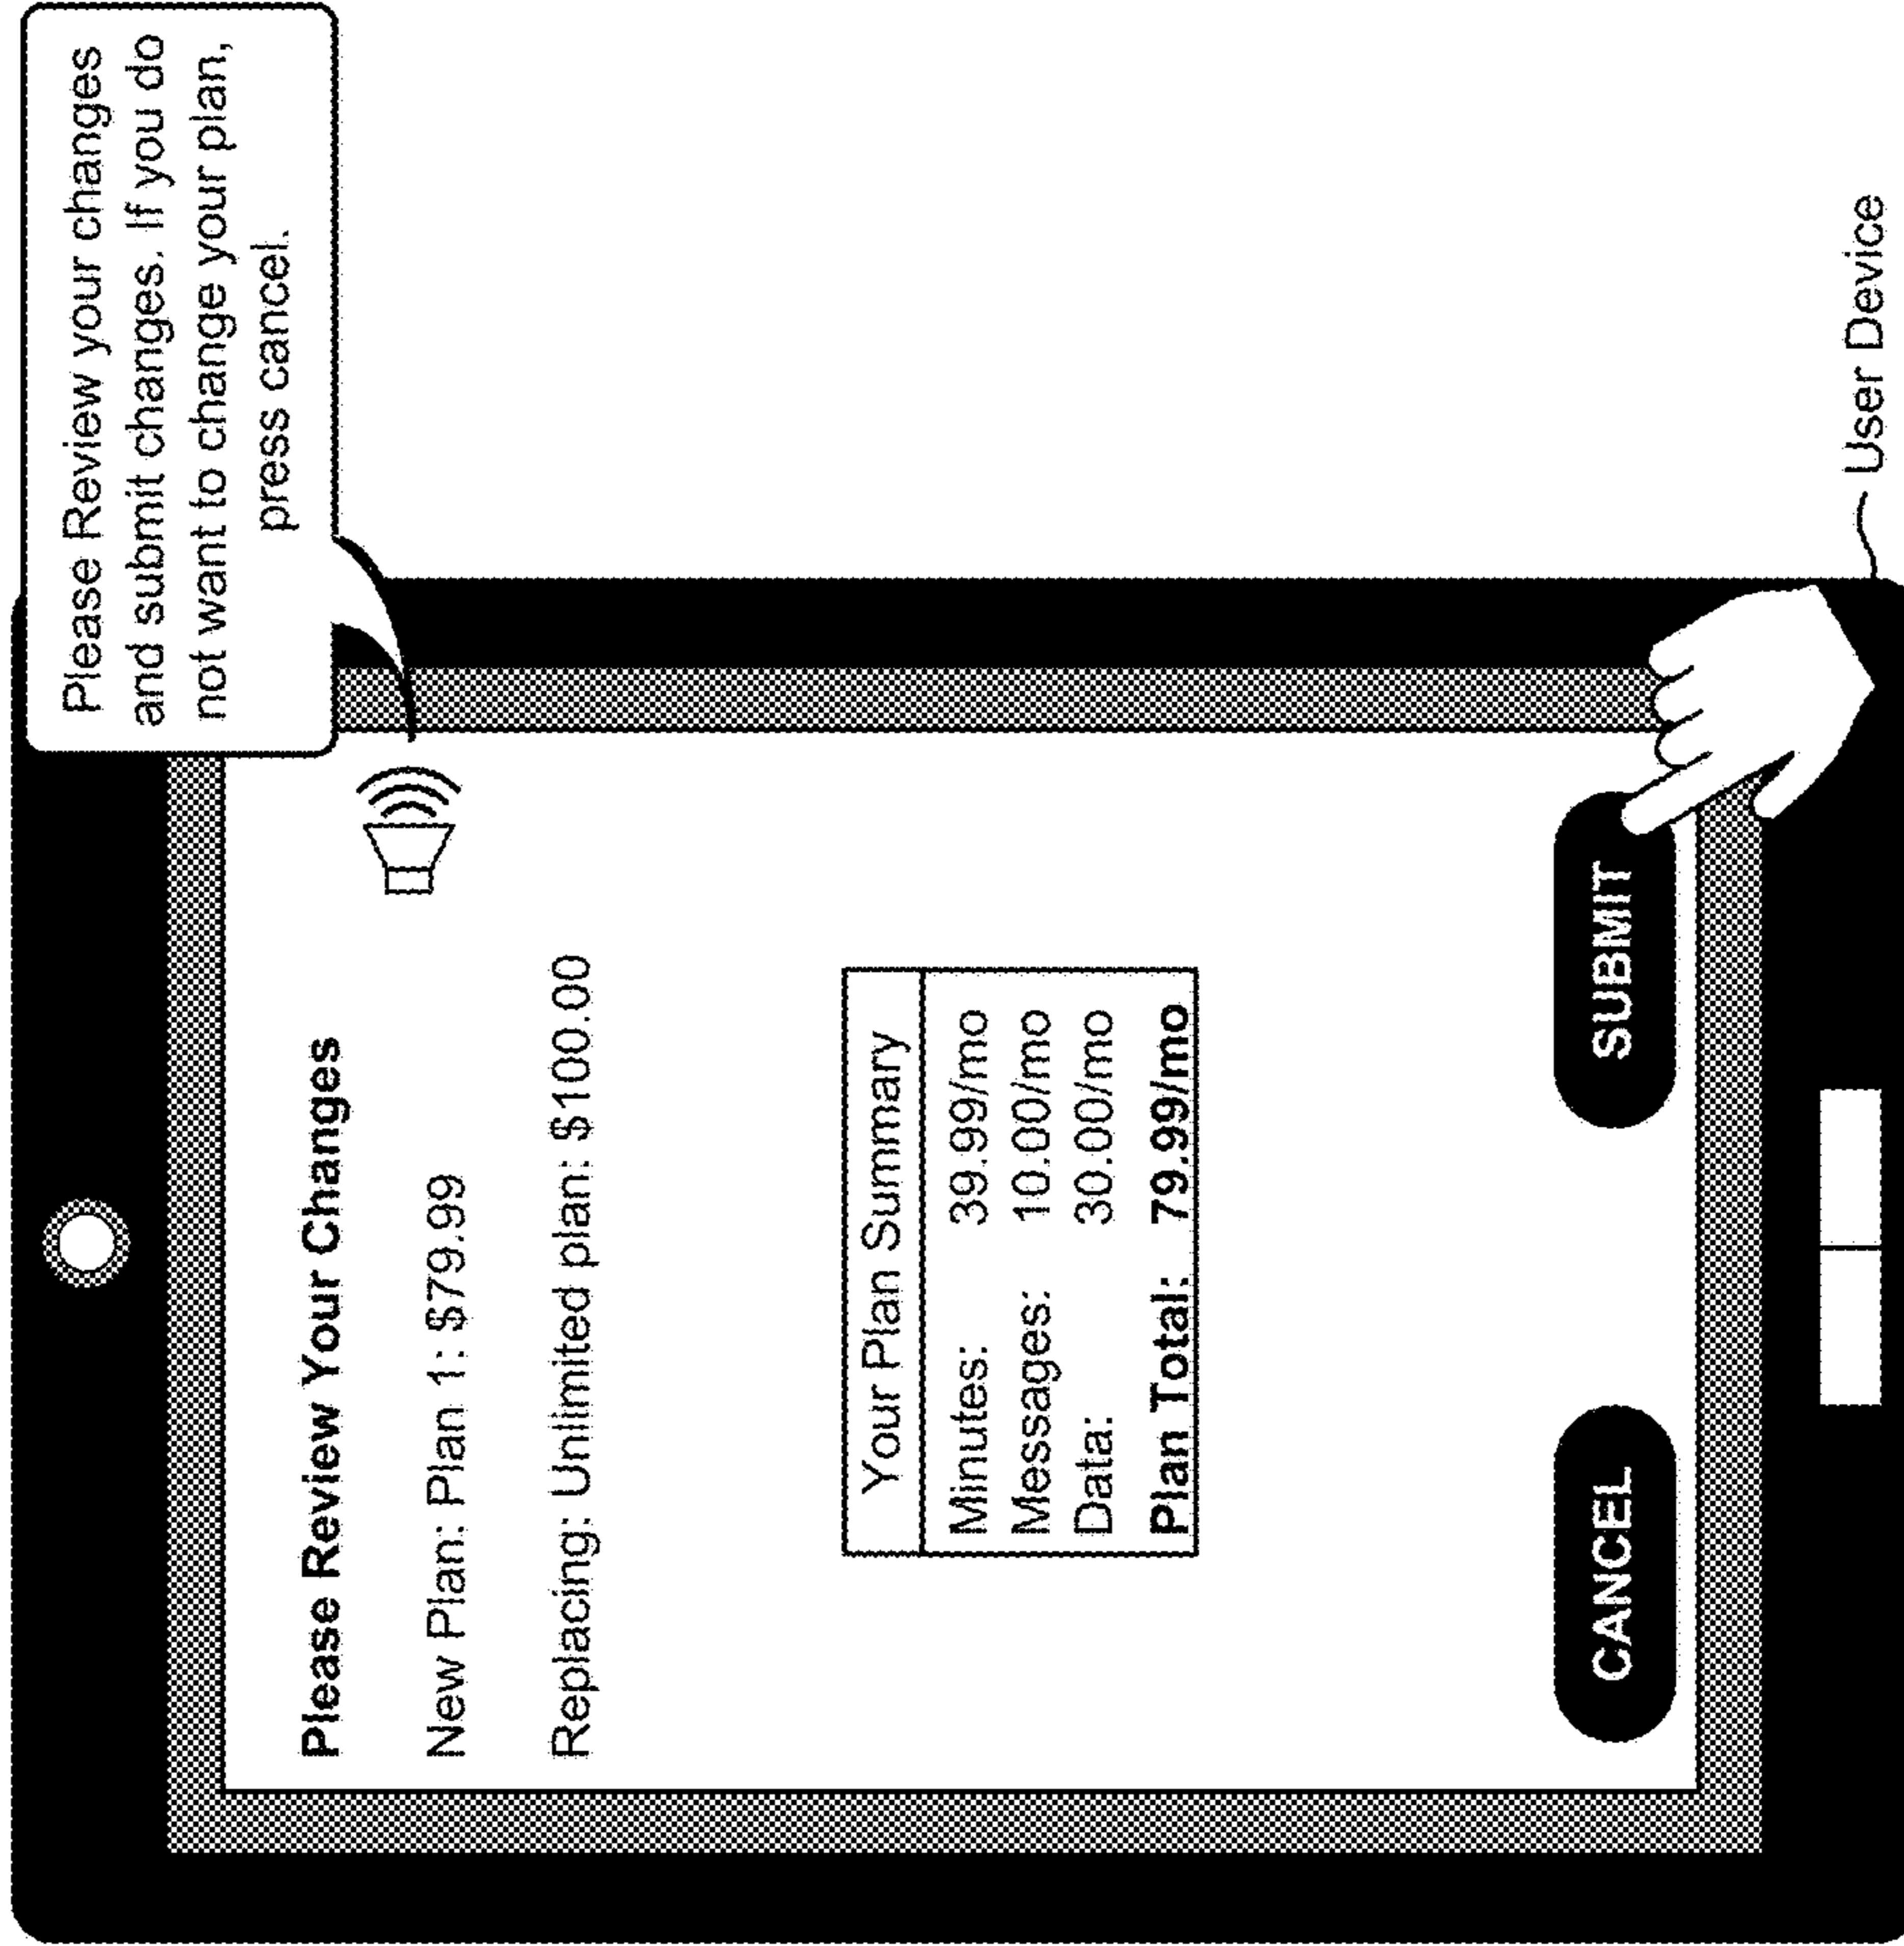 Please Review your changes
and submit changes. If you do
not want to change your plan,
press cancel.
Please Review Your Changes
New Plan: Plan 1: $79.99
Replacing: Unlimited plan: $100.00
Your Plan Summary
Minutes: 39.99/mo
Messages: 10.00/mo
Data: 30.00/mo
Plan Total: 79.99/mo
CANCEL SUBMIT
User Device